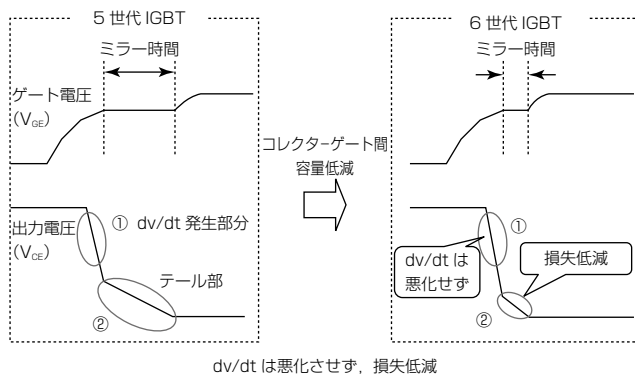 5 世代 IGBT
ミラー時間
ゲート電圧
(VGE)
出力電圧
(VCE)
① dv/dt 発生部分
テール部
②
コレクターゲート間
容量低減
6 世代 IGBT
ミラー時間
①
dv/dt は
悪化せず
損失低減
②
dv/dt は悪化させず，損失低減